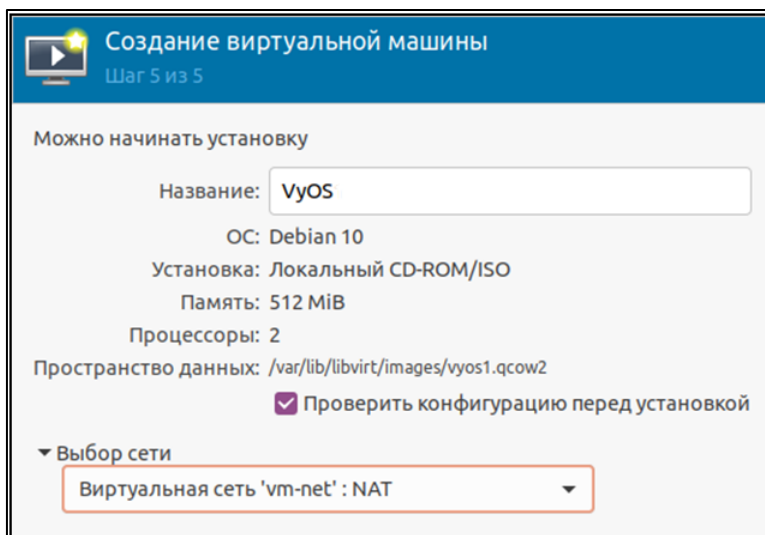 Создание виртуальной машины
Шаг 5 из 5
Можно начинать установку
Название: VyOS
ОС: Debian 10
Установка: Локальный CD-ROM/ISO
Память: 512 MiB
Процессоры: 2
Пространство данных: /var/lib/libvirt/images/vyos1.qcow2
Проверить конфигурацию перед установкой
Выбор сети
Виртуальная сеть 'vm-net' : NAT